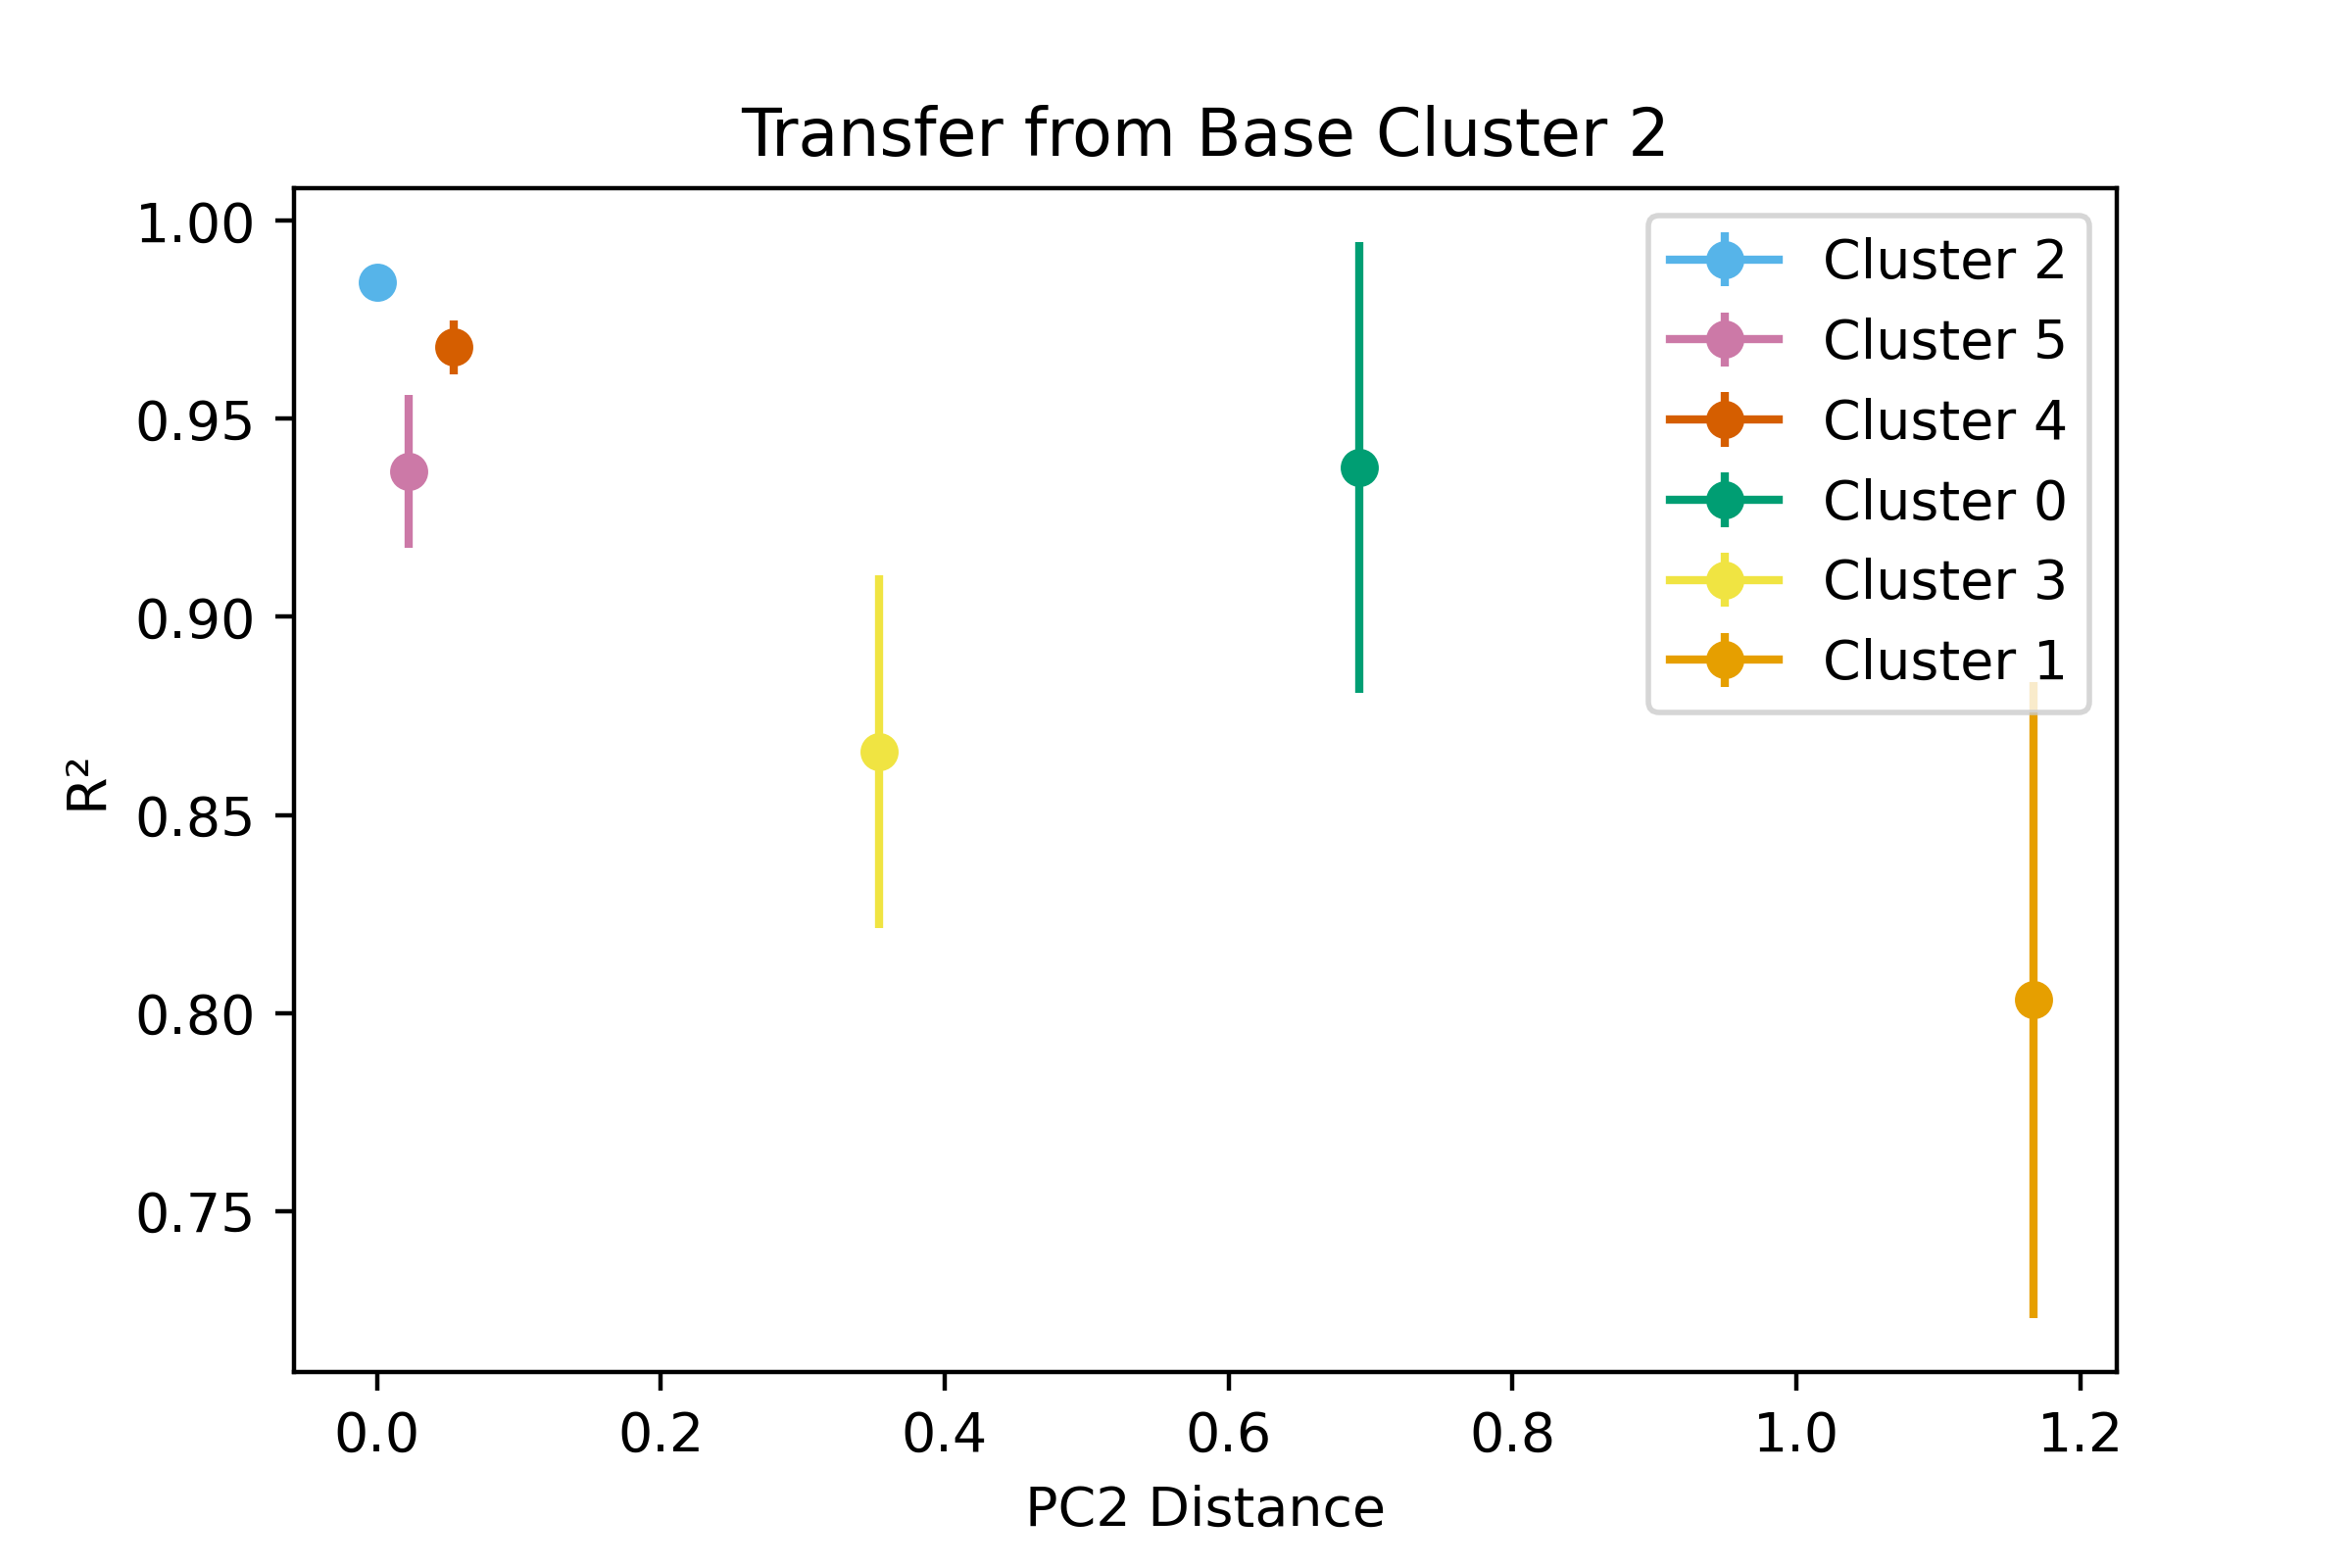 Transfer from Base Cluster 2
1.00
0.95
0.90
0.85
0.80
0.75
R²
Cluster 2
Cluster 5
Cluster 4
Cluster 0
Cluster 3
Cluster 1
0.0 0.2 0.4 0.6 0.8 1.0 1.2
PC2 Distance